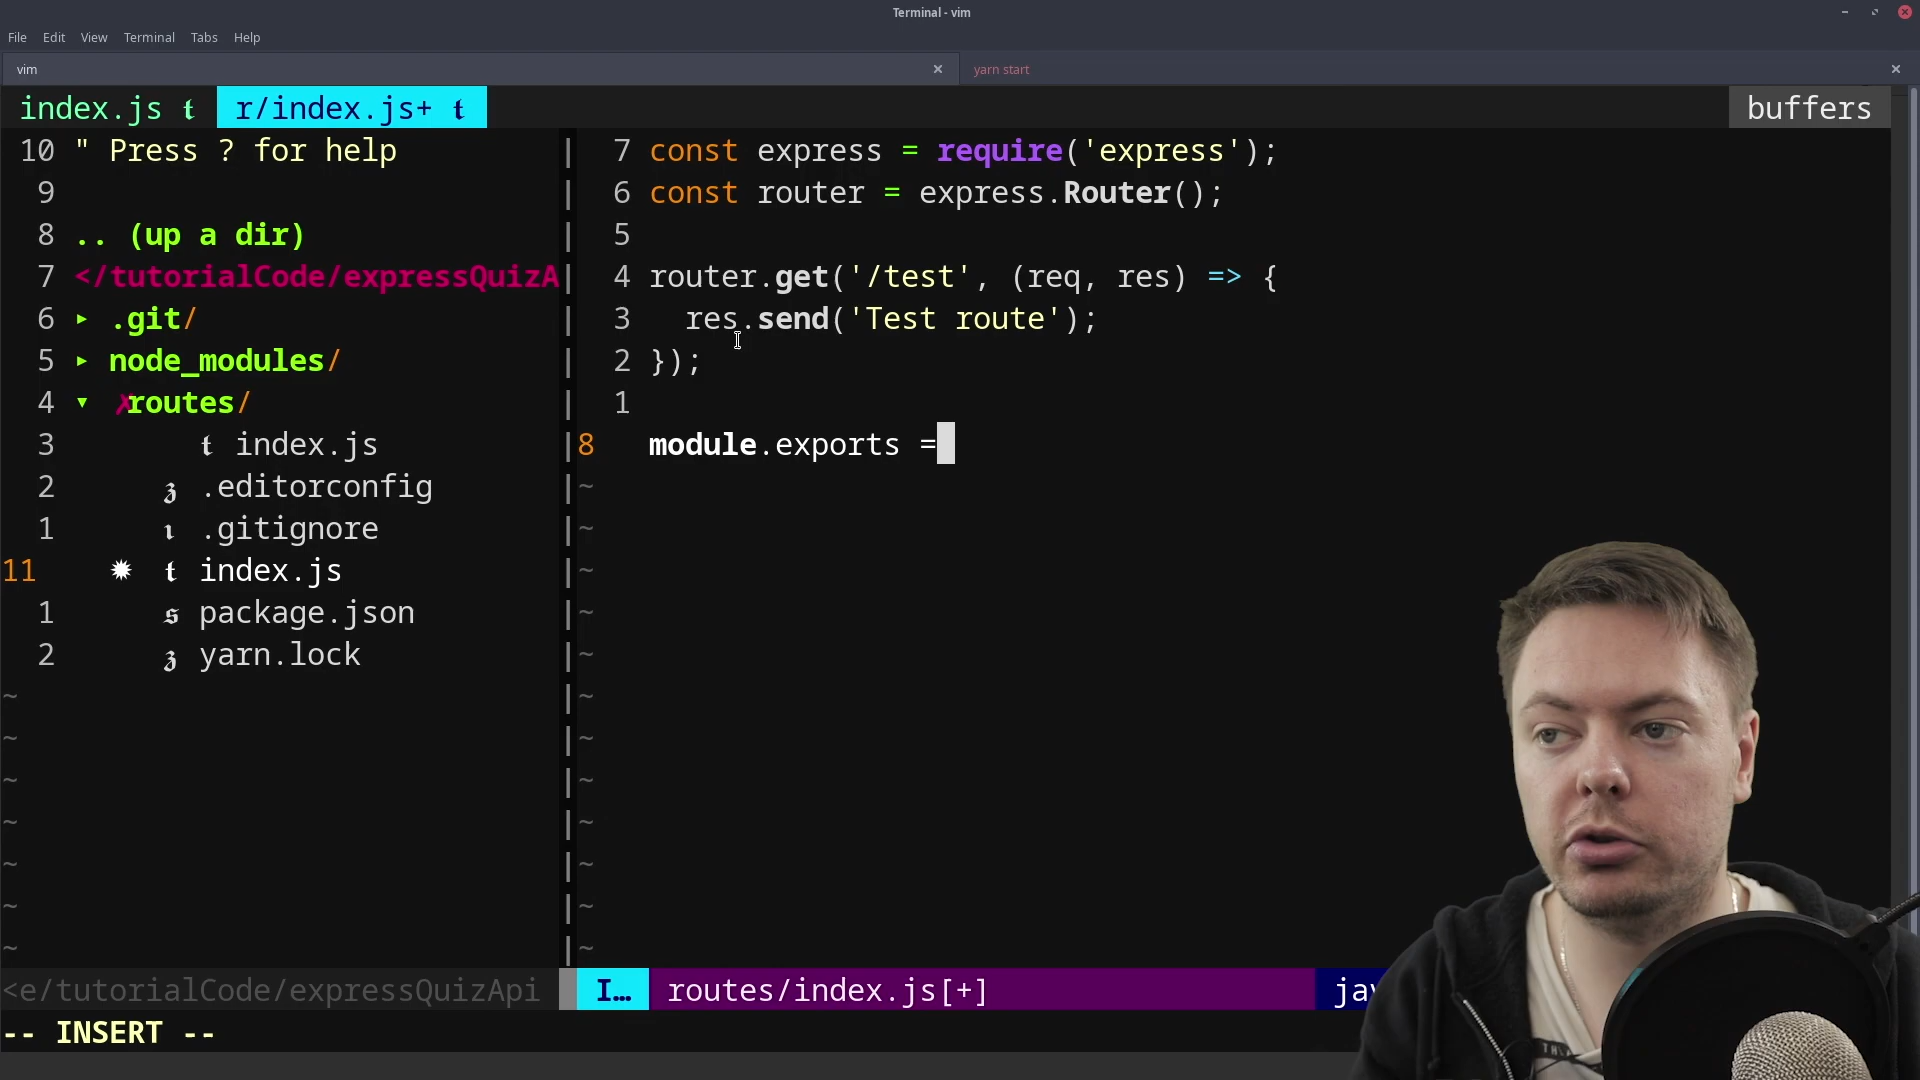 Terminal - vim
File Edit View Terminal Tabs Help
vim
yarn start
index.js t r/index.js+ t
buffers
10 " Press ? for help
9
8 .. (up a dir)
7 </tutorialCode/expressQuizA
6 ▸ .git/
5 ▸ node_modules/
4 ▾ ✗routes/
3 t index.js
2 .editorconfig
1 .gitignore
11 ✹ t index.js
1 s package.json
2 yarn.lock
<e/tutorialCode/expressQuizApi
7 const express = require('express');
6 const router = express.Router();
5
4 router.get('/test', (req, res) => {
3 res.send('Test route');
2 });
1
8 module.exports =
I… routes/index.js[+] jav
-- INSERT --